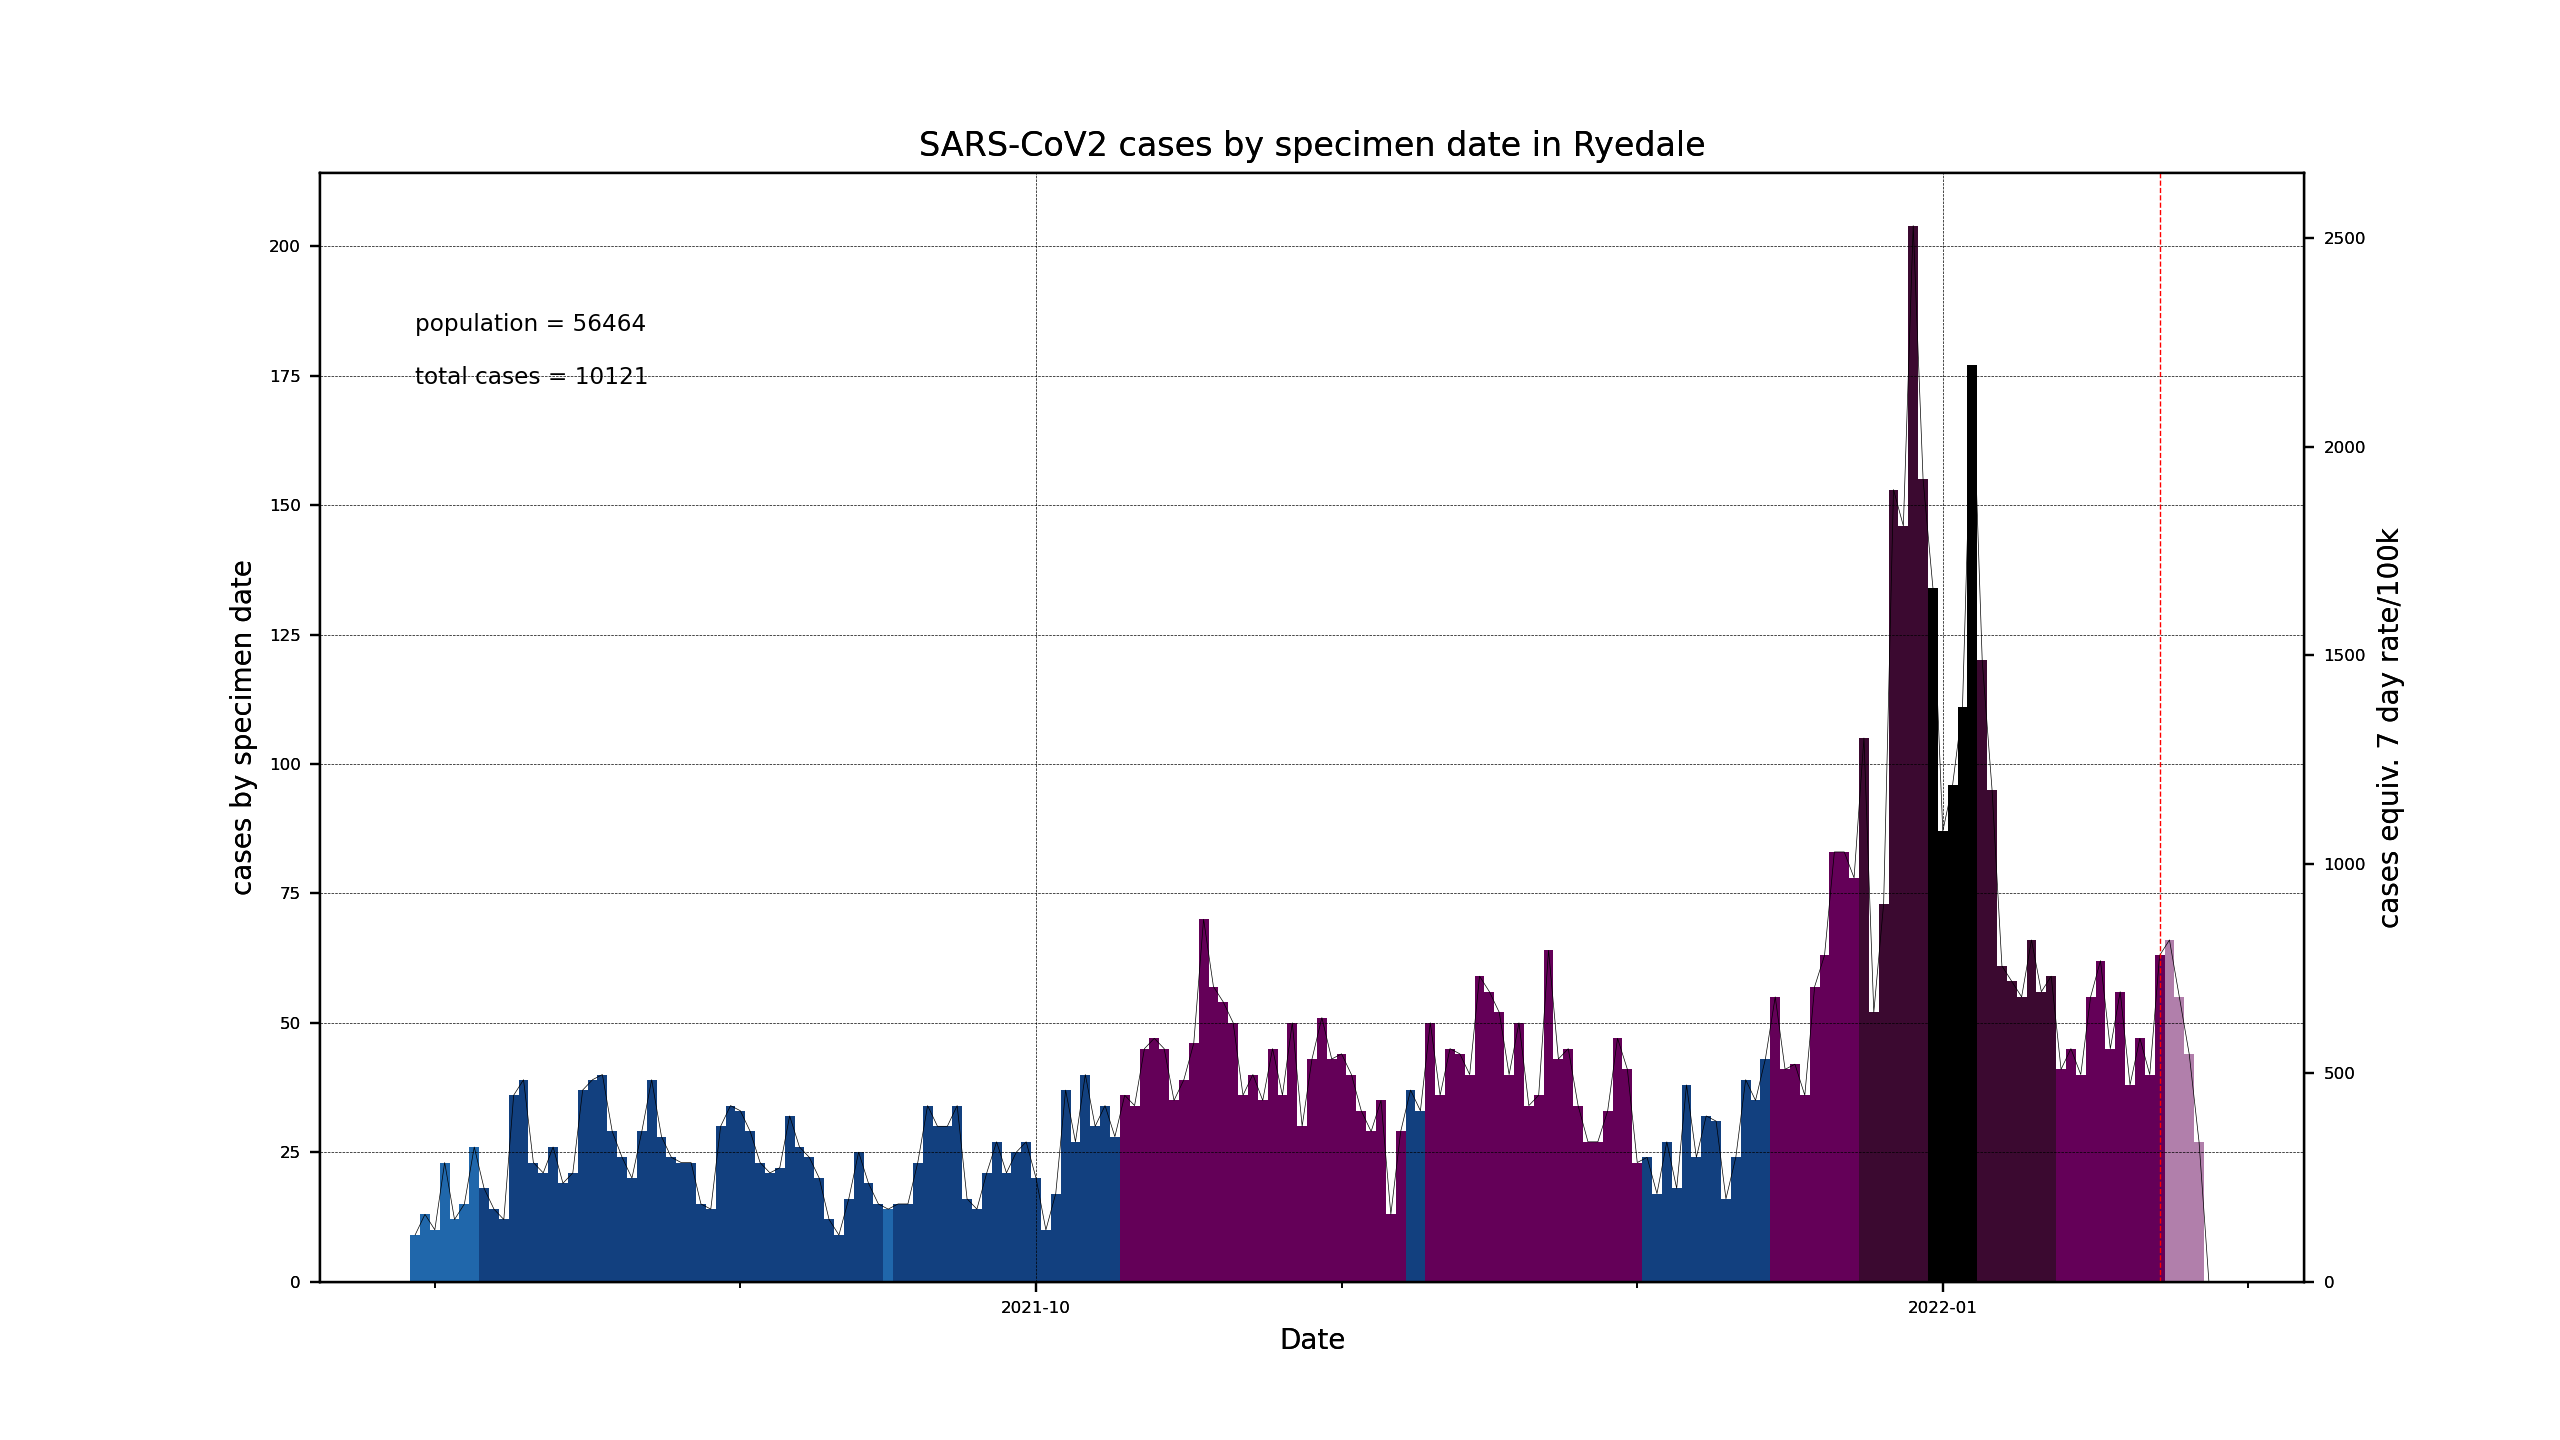 SARS-CoV2 cases by specimen date in Ryedale
population = 56464
total cases = 10121
cases by specimen date
200
175
150
125
100
75
50
25
0
2500
2000
1500
1000
500
0
cases equiv. 7 day rate/100k
2021-10
2022-01
Date